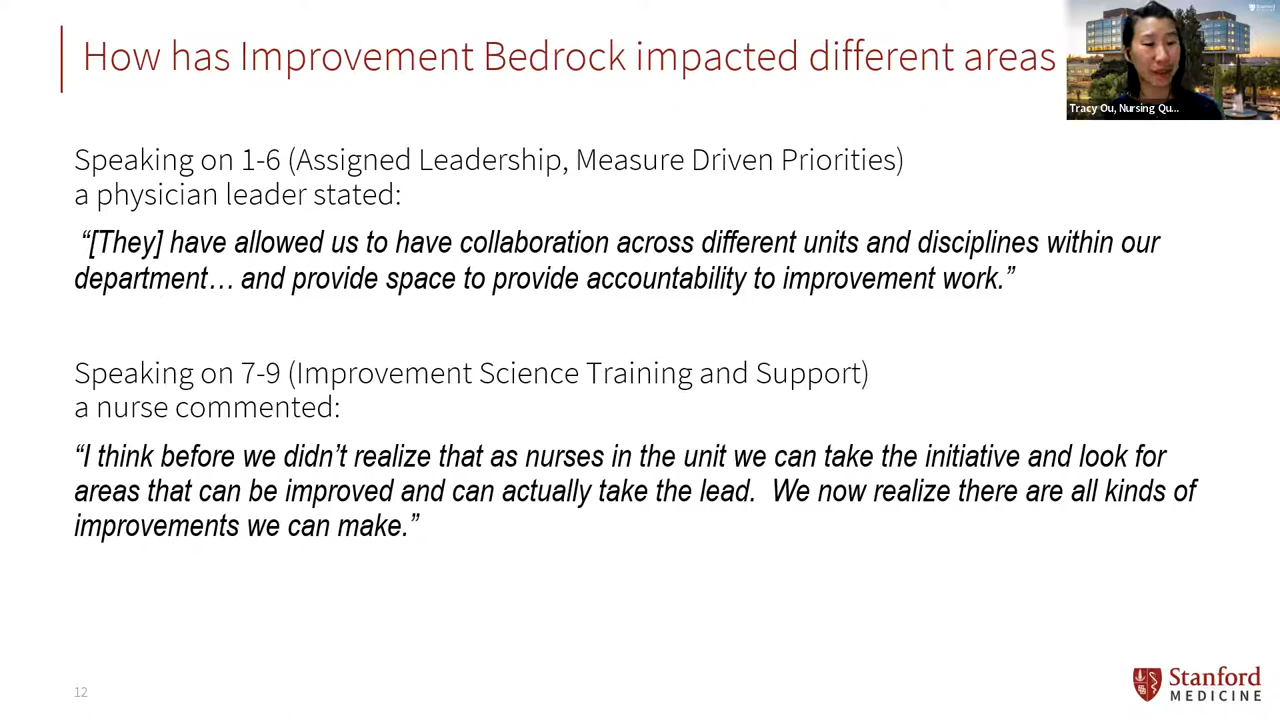 How has Improvement Bedrock impacted different areas
Tracy Ou, Nursing Qu...
Speaking on 1-6 (Assigned Leadership, Measure Driven Priorities)
a physician leader stated:
“[They] have allowed us to have collaboration across different units and disciplines within our
department… and provide space to provide accountability to improvement work.”
Speaking on 7-9 (Improvement Science Training and Support)
a nurse commented:
“I think before we didn’t realize that as nurses in the unit we can take the initiative and look for
areas that can be improved and can actually take the lead.  We now realize there are all kinds of
improvements we can make.”
12
Stanford
MEDICINE